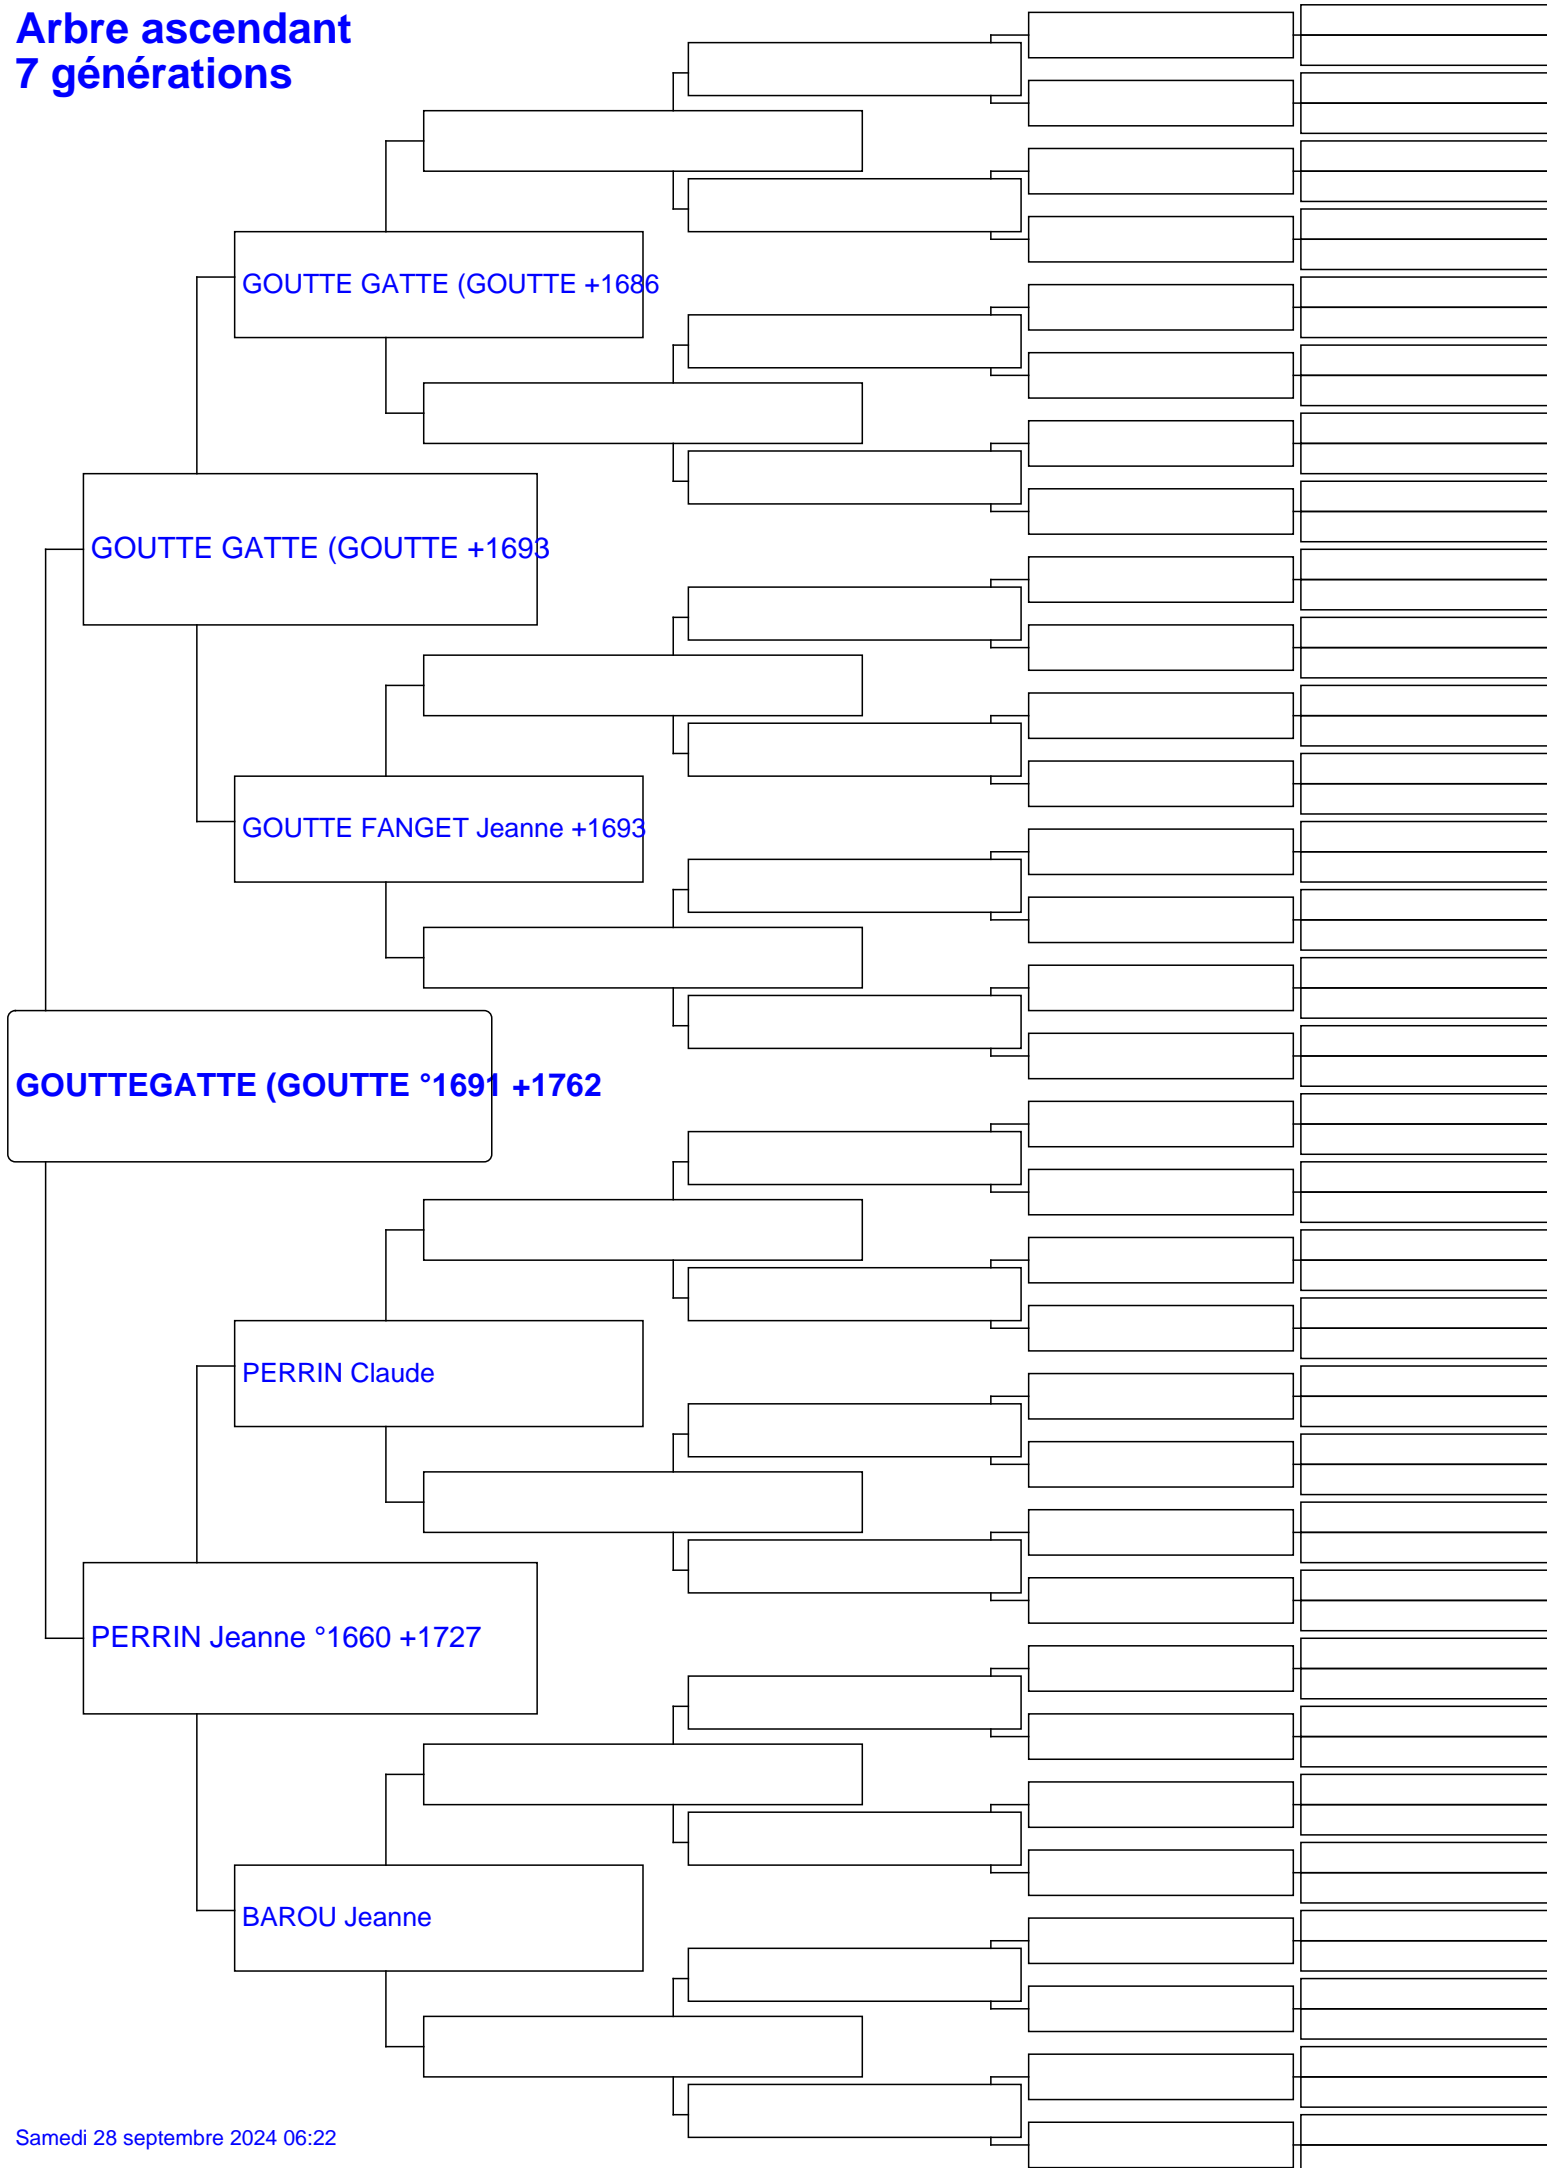 Arbre ascendant
7 générations
GOUTTE GATTE (GOUTTE +1686
GOUTTE GATTE (GOUTTE +1693
GOUTTE FANGET Jeanne +1693
GOUTTEGATTE (GOUTTE °1691 +1762
PERRIN Claude
PERRIN Jeanne °1660 +1727
BAROU Jeanne
Samedi 28 septembre 2024 06:22